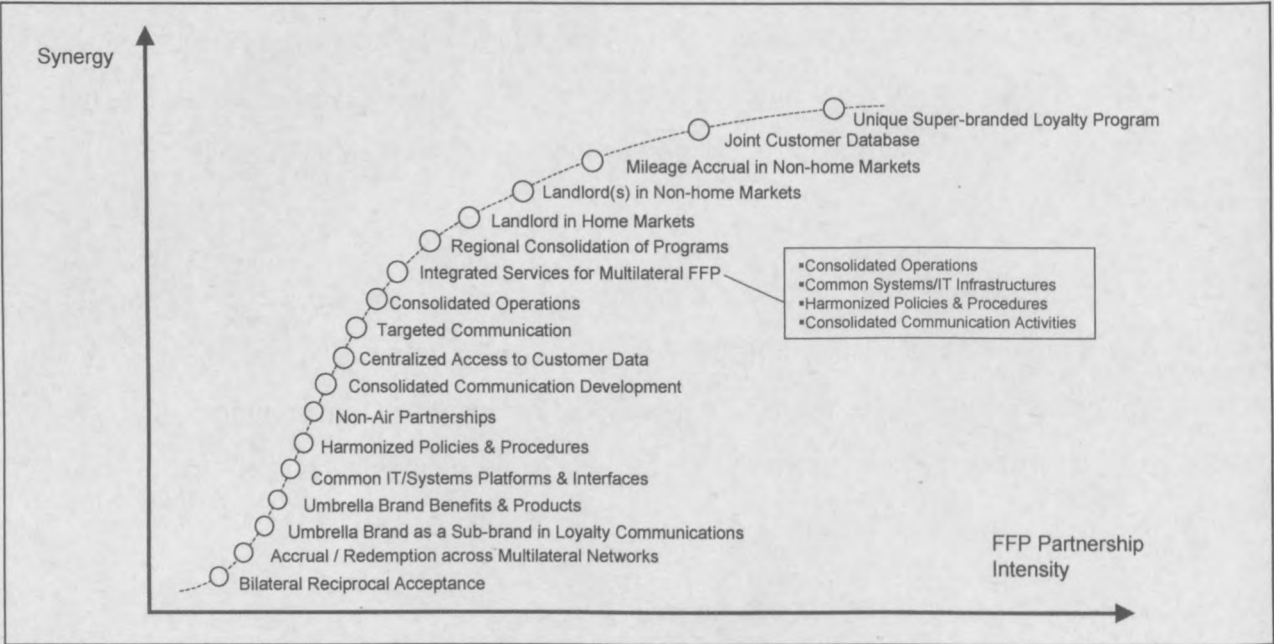 Synergy
Unique Super-branded Loyalty Program
Joint Customer Database
Mileage Accrual in Non-home Markets
Landlord(s) in Non-home Markets
Landlord in Home Markets
Regional Consolidation of Programs
Integrated Services for Multilateral FFP
▪Consolidated Operations
▪Common Systems/IT Infrastructures
▪Harmonized Policies & Procedures
▪Consolidated Communication Activities
Consolidated Operations
Targeted Communication
Centralized Access to Customer Data
Consolidated Communication Development
Non-Air Partnerships
Harmonized Policies & Procedures
Common IT/Systems Platforms & Interfaces
Umbrella Brand Benefits & Products
Umbrella Brand as a Sub-brand in Loyalty Communications
Accrual / Redemption across Multilateral Networks
Bilateral Reciprocal Acceptance
FFP Partnership
Intensity